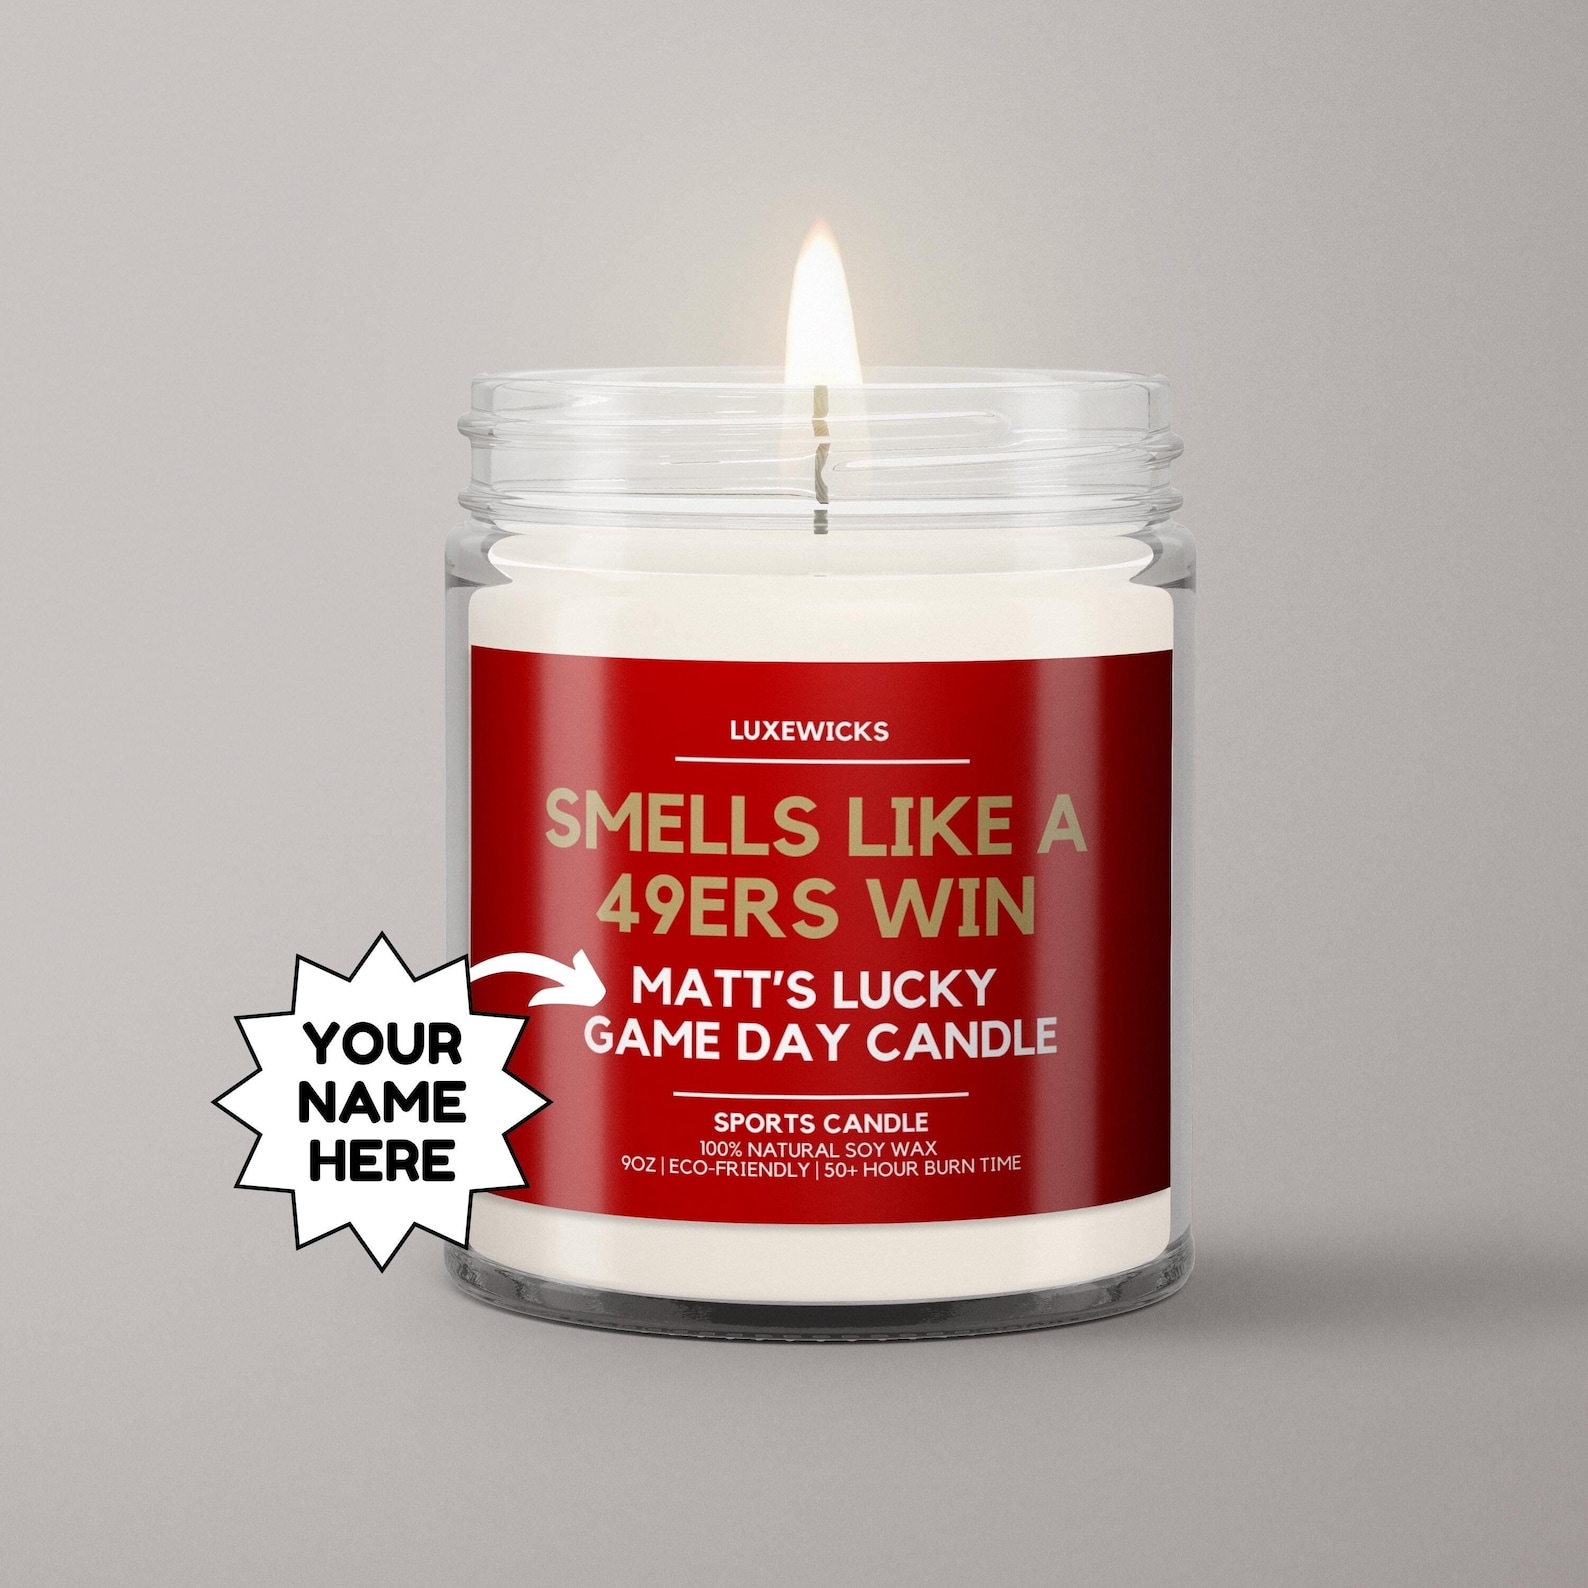 LUXEWICKS
SMELLS LIKE A
49ERS WIN
MATT'S LUCKY
GAME DAY CANDLE
SPORTS CANDLE
100% NATURAL SOY WAX
9OZ | ECO-FRIENDLY | 50+ HOUR BURN TIME
YOUR
NAME
HERE